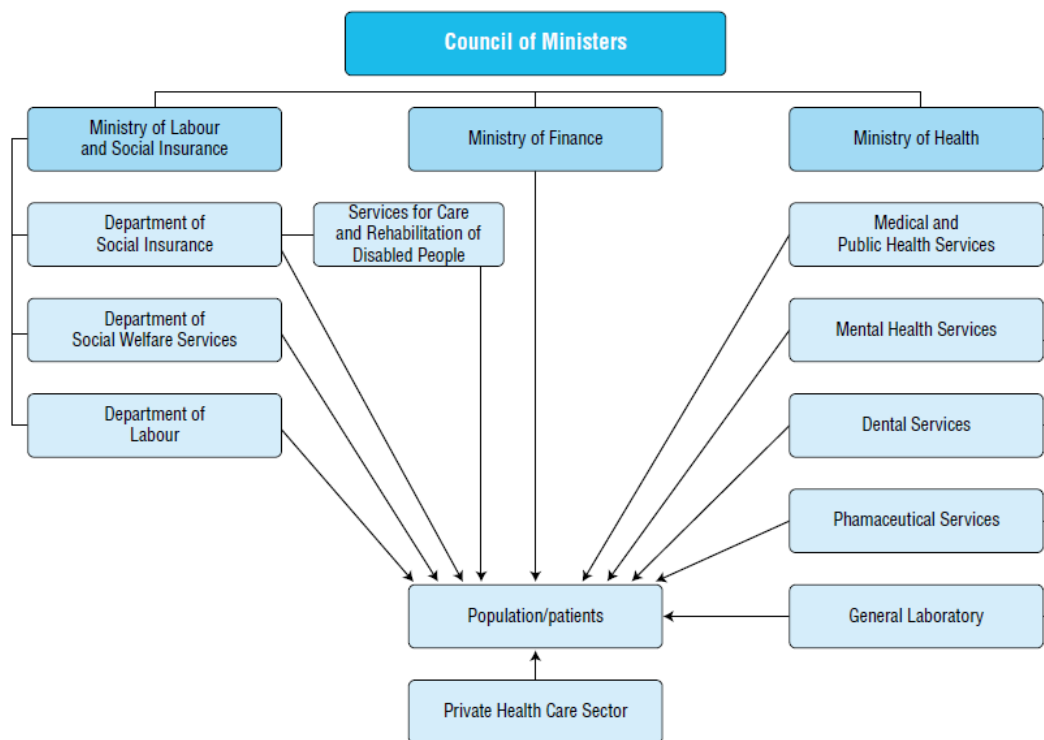 Council of Ministers
Ministry of Labour
and Social Insurance
Ministry of Finance
Ministry of Health
Department of
Social Insurance
Services for Care
and Rehabilitation of
Disabled People
Medical and
Public Health Services
Department of
Social Welfare Services
Mental Health Services
Department of
Labour
Dental Services
Phamaceutical Services
Population/patients
General Laboratory
Private Health Care Sector